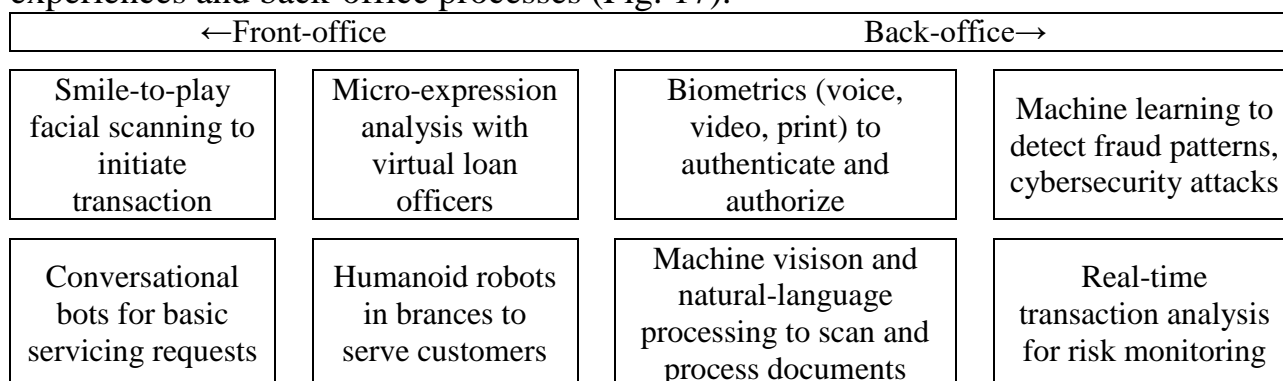 experiences and back-office processes (Fig. 17).
←Front-office
Back-office→
Smile-to-play
facial scanning to
initiate
transaction
Micro-expression
analysis with
virtual loan
officers
Biometrics (voice,
video, print) to
authenticate and
authorize
Machine learning to
detect fraud patterns,
cybersecurity attacks
Conversational
bots for basic
servicing requests
Humanoid robots
in brances to
serve customers
Machine visison and
natural-language
processing to scan and
process documents
Real-time
transaction analysis
for risk monitoring